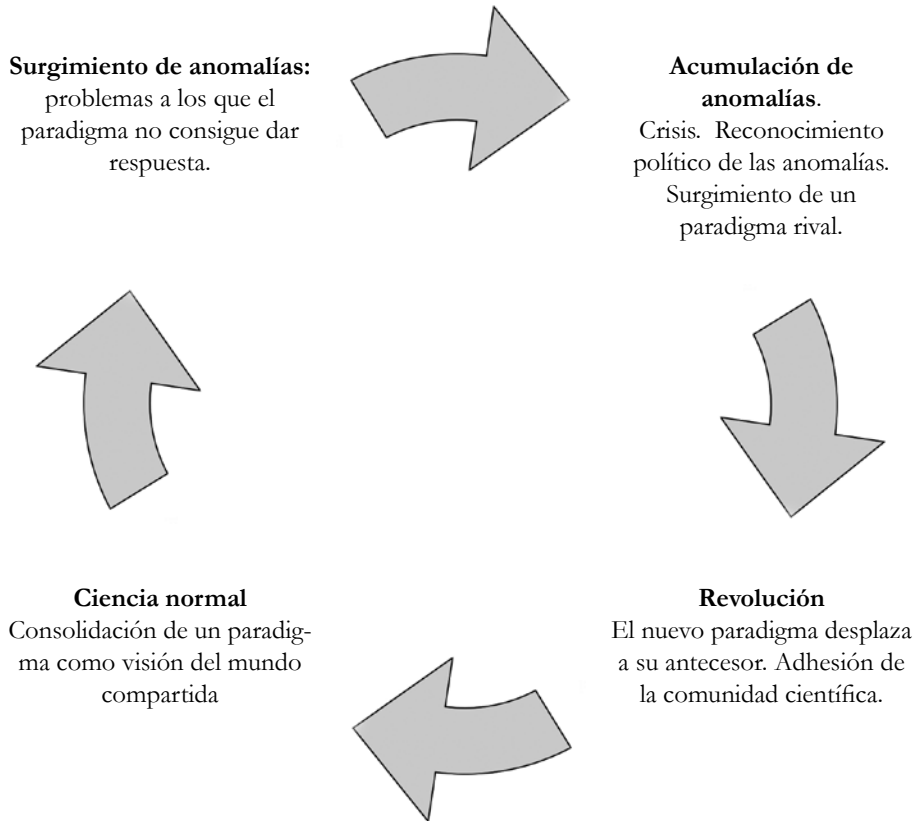 Surgimiento de anomalías:
problemas a los que el
paradigma no consigue dar
respuesta.
Acumulación de
anomalías.
Crisis.  Reconocimiento
político de las anomalías.
Surgimiento de un
paradigma rival.
Ciencia normal
Consolidación de un paradig-
ma como visión del mundo
compartida
Revolución
El nuevo paradigma desplaza
a su antecesor. Adhesión de
la comunidad científica.